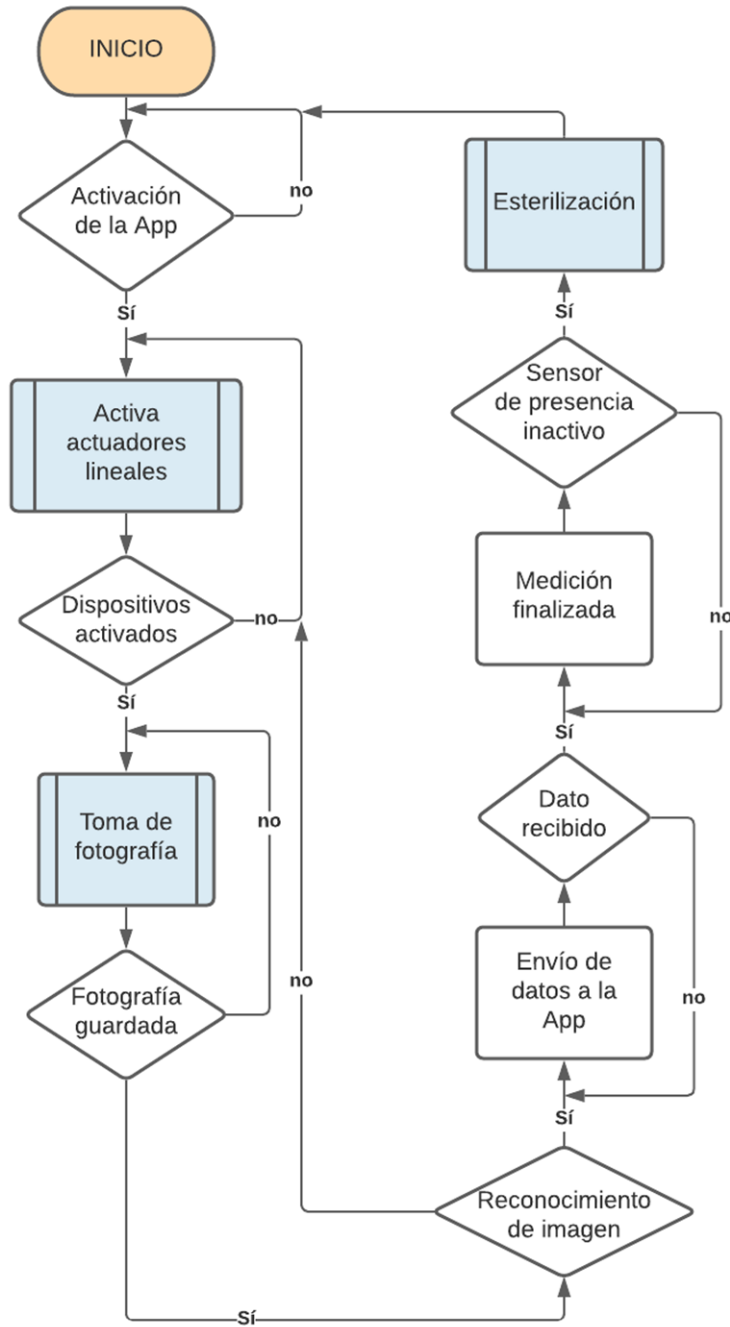 INICIO
Activación
de la App
no
Sí
Activa
actuadores
lineales
Dispositivos
activados
no
Sí
Toma de
fotografía
no
Fotografía
guardada
Sí
Reconocimiento
de imagen
no
Sí
Envío de
datos a la
App
Dato
recibido
no
Sí
Medición
finalizada
Sensor
de presencia
inactivo
no
Sí
Esterilización